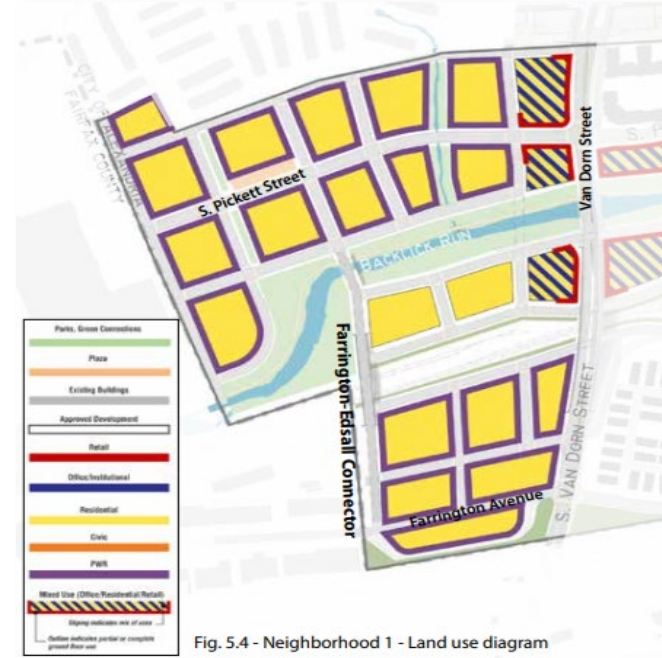 CITY OF ALEXANDRIA
FAIRFAX COUNTY
S. Pickett Street
S. P
Van Dorn Street
BACKLICK RUN
Farrington-Edsall Connector
S. VAN DORN STREET
Farrington Avenue
Parks, Green Connections
Plaza
Existing Buildings
Approved Development
Retail
Office/Institutional
Residential
Civic
PWR
Mixed Use (Office/Residential/Retail)
Striping indicates mix of uses
Outline indicates partial or complete
ground floor use
Fig. 5.4 - Neighborhood 1 - Land use diagram